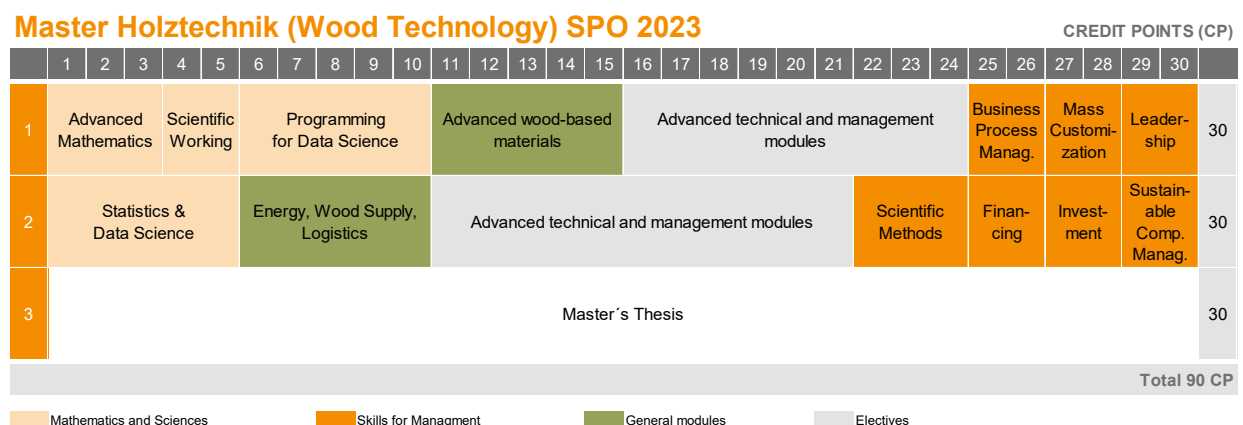 Master Holztechnik (Wood Technology) SPO 2023
CREDIT POINTS (CP)
1 2 3 4 5 6 7 8 9 10 11 12 13 14 15 16 17 18 19 20 21 22 23 24 25 26 27 28 29 30
1
Advanced
Mathematics
Scientific
Working
Programming
for Data Science
Advanced wood-based
materials
Advanced technical and management
modules
Business
Process
Manag.
Mass
Customi-
zation
Leader-
ship
30
2
Statistics &
Data Science
Energy, Wood Supply,
Logistics
Advanced technical and management modules
Scientific
Methods
Finan-
cing
Invest-
ment
Sustain-
able
Comp.
Manag.
30
3
Master´s Thesis
30
Total 90 CP
Mathematics and Sciences
Skills for Managment
General modules
Electives